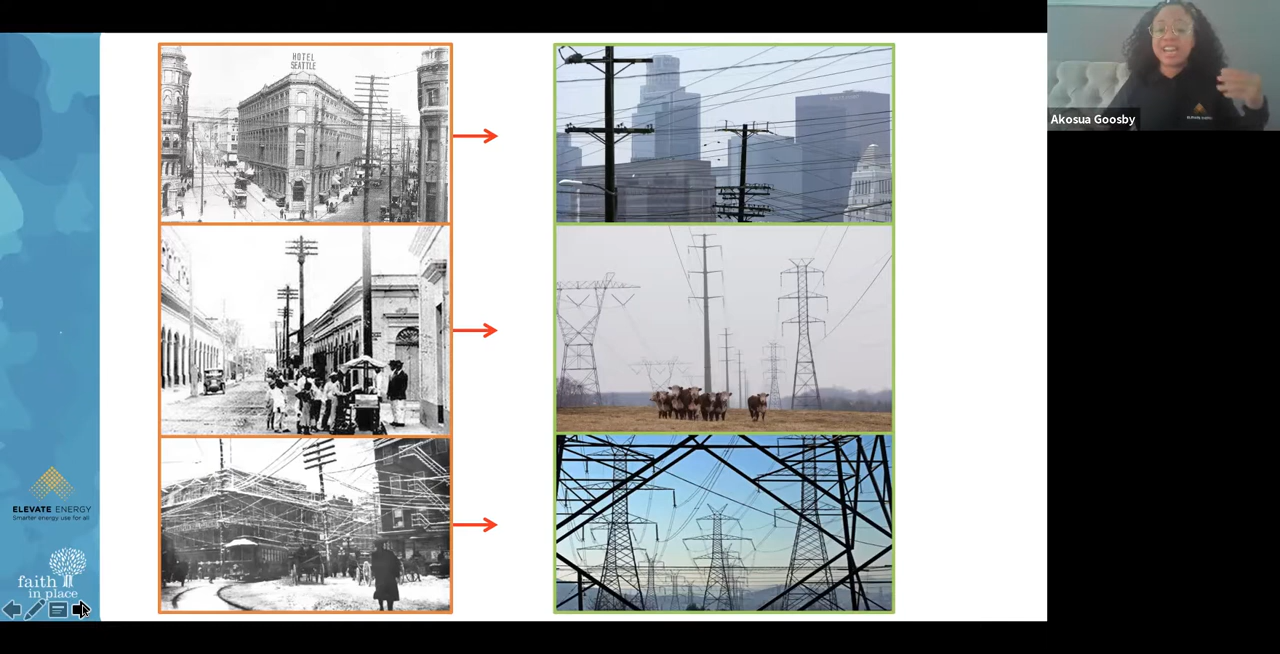 HOTEL
SEATTLE
Akosua Goosby
ELEVATE ENERGY
Smarter energy use for all
faith
in place